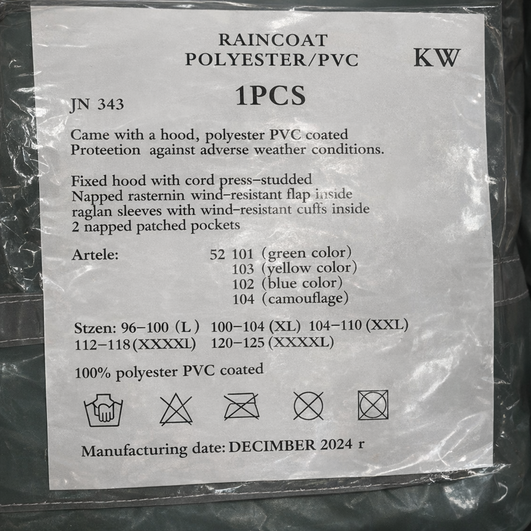 RAINCOAT
POLYESTER/PVC
KW
1PCS
JN 343
Came with a hood, polyester PVC coated
Proteetion against adverse weather conditions.
Fixed hood with cord press-studded
Napped rasternin wind-resistant flap inside
raglan sleeves with wind-resistant cuffs inside
2 napped patched pockets
Artele: 52 101 (green color)
103 (yellow color)
102 (blue color)
104 (camouflage)
Stzen: 96-100 (L) 100-104 (XL) 104-110 (XXL)
112-118 (XXXXL) 120-125 (XXXXL)
100% polyester PVC coated
Manufacturing date: DECIMBER 2024 r